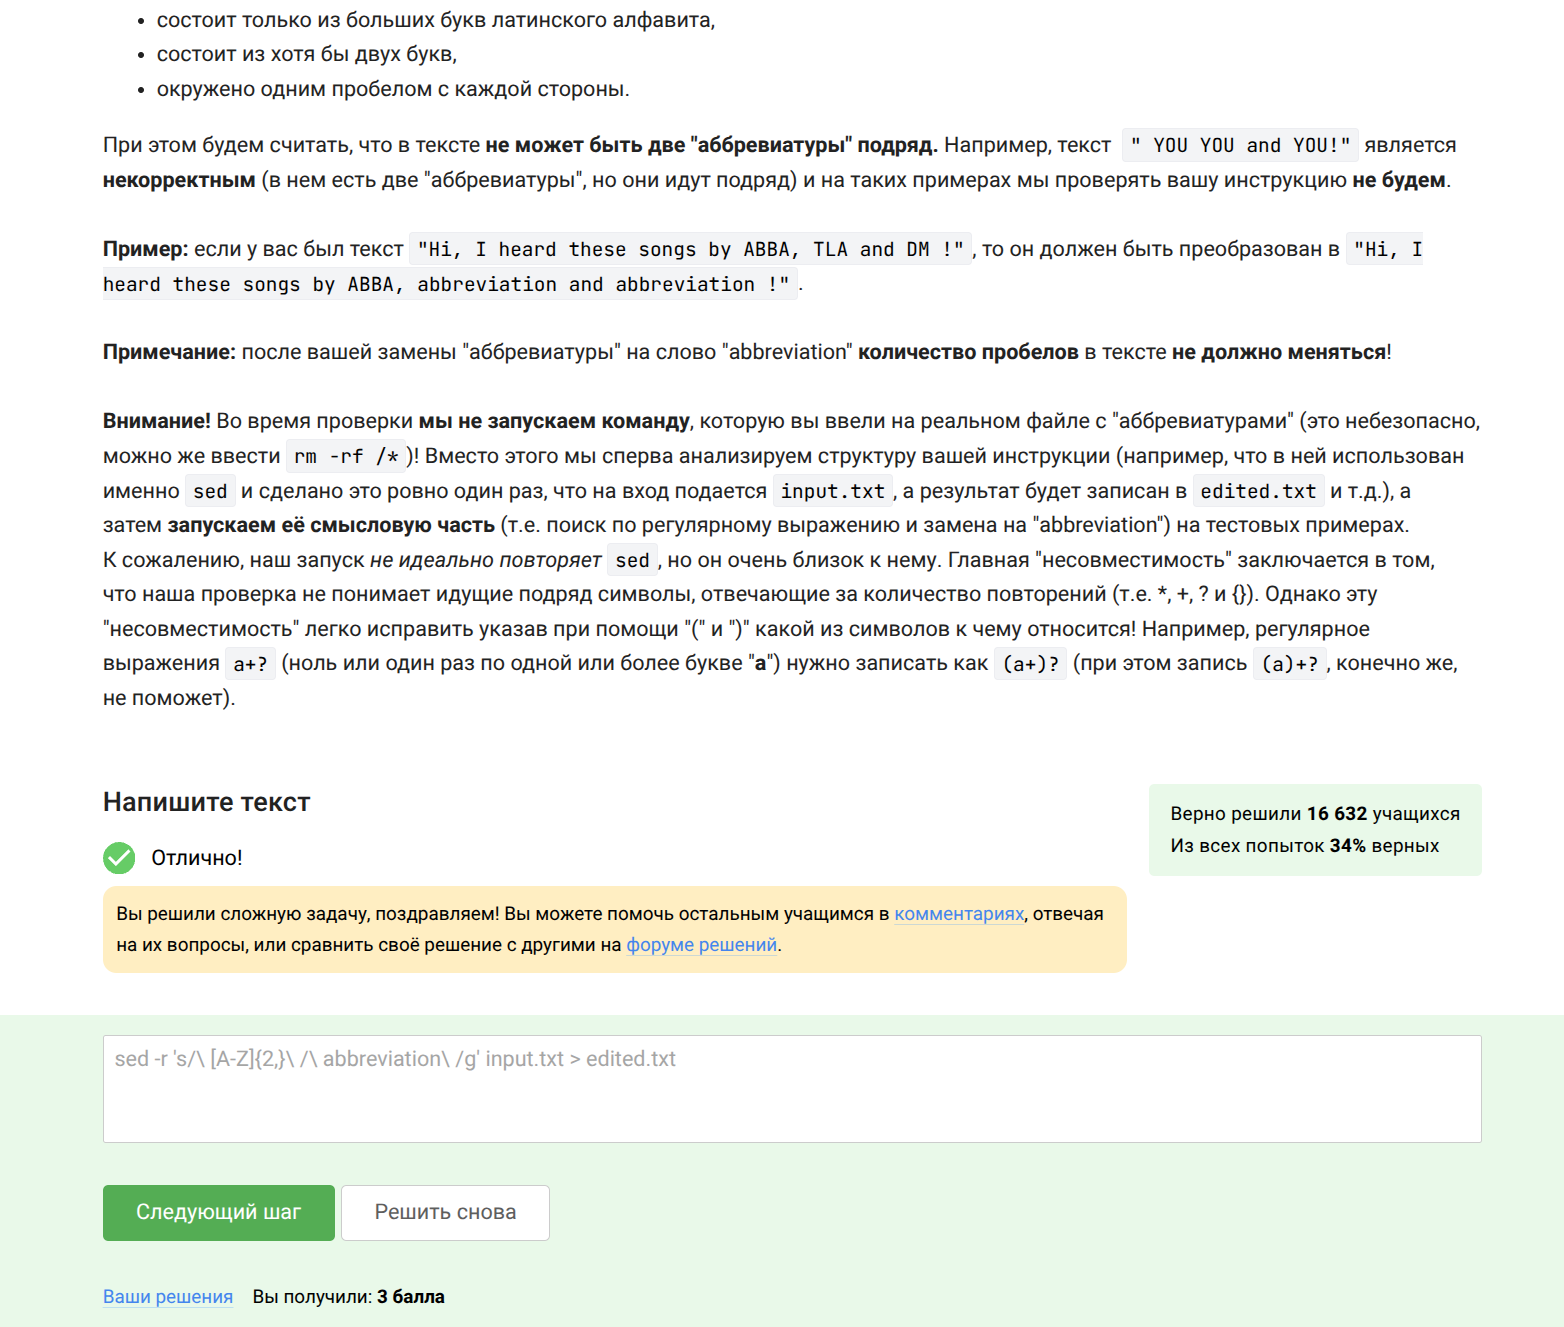 • состоит только из больших букв латинского алфавита,
• состоит из хотя бы двух букв,
• окружено одним пробелом с каждой стороны.
При этом будем считать, что в тексте не может быть две "аббревиатуры" подряд. Например, текст " YOU YOU and YOU!" является
некорректным (в нем есть две "аббревиатуры", но они идут подряд) и на таких примерах мы проверять вашу инструкцию не будем.
Пример: если у вас был текст "Hi, I heard these songs by ABBA, TLA and DM !", то он должен быть преобразован в "Hi, I
heard these songs by ABBA, abbreviation and abbreviation !".
Примечание: после вашей замены "аббревиатуры" на слово "abbreviation" количество пробелов в тексте не должно меняться!
Внимание! Во время проверки мы не запускаем команду, которую вы ввели на реальном файле с "аббревиатурами" (это небезопасно,
можно же ввести rm -rf /*)! Вместо этого мы сперва анализируем структуру вашей инструкции (например, что в ней использован
именно sed и сделано это ровно один раз, что на вход подается input.txt, а результат будет записан в edited.txt и т.д.), а
затем запускаем её смысловую часть (т.е. поиск по регулярному выражению и замена на "abbreviation") на тестовых примерах.
К сожалению, наш запуск не идеально повторяет sed, но он очень близок к нему. Главная "несовместимость" заключается в том,
что наша проверка не понимает идущие подряд символы, отвечающие за количество повторений (т.е. *, +, ? и {}). Однако эту
"несовместимость" легко исправить указав при помощи "(" и ")" какой из символов к чему относится! Например, регулярное
выражения a+? (ноль или один раз по одной или более букве "a") нужно записать как (a+)? (при этом запись (a)+?, конечно же,
не поможет).
Напишите текст
Верно решили 16 632 учащихся
Из всех попыток 34% верных
Отлично!
Вы решили сложную задачу, поздравляем! Вы можете помочь остальным учащимся в комментариях, отвечая
на их вопросы, или сравнить своё решение с другими на форуме решений.
sed -r 's/\ [A-Z]{2,}\ /\ abbreviation\ /g' input.txt > edited.txt
Следующий шаг
Решить снова
Ваши решения Вы получили: 3 балла